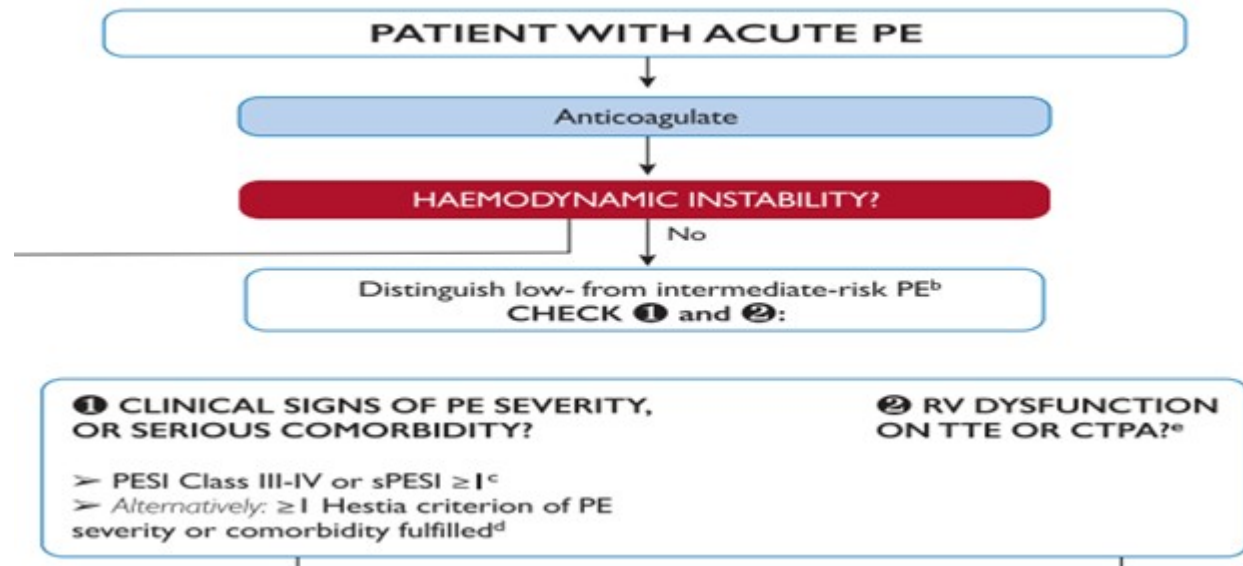 PATIENT WITH ACUTE PE
Anticoagulate
HAEMODYNAMIC INSTABILITY?
No
Distinguish low- from intermediate-risk PEᵇ
CHECK ❶ and ❷:
❶ CLINICAL SIGNS OF PE SEVERITY,
OR SERIOUS COMORBIDITY?
➢ PESI Class III-IV or sPESI ≥1ᶜ
➢ Alternatively: ≥1 Hestia criterion of PE
severity or comorbidity fulfilledᵈ
❷ RV DYSFUNCTION
ON TTE OR CTPA?ᵉ